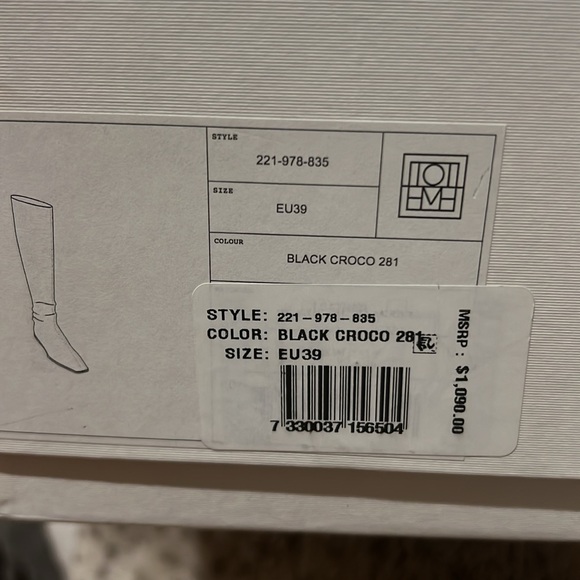 STYLE
221-978-835
SIZE
EU39
TOTEME
COLOUR
BLACK CROCO 281
STYLE: 221-978-835
COLOR: BLACK CROCO 281
SIZE: EU39
7 330037 156504
MSRP: $1,090.00